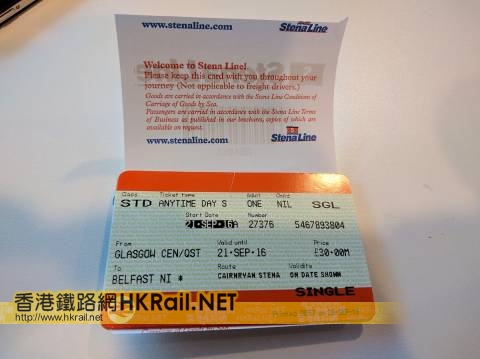 www.stenaline.com
Stena Line
Welcome to Stena Line!
Please keep this card with you throughout your
journey (Not applicable to freight drivers.)
Goods are carried in accordance with the Stena Line Conditions of
Carriage of Goods by Sea.
Passengers are carried in accordance with the Stena Line Terms
of Business as published in our brochures, copies of which are
available on request.
www.stenaline.com
Stena Line
Class Ticket type Adult Child
STD ANYTIME DAY S ONE NIL SGL
Start Date Number
21·SEP·16 27376 5467893804
From Valid until Price
GLASGOW CEN/QST 21·SEP·16 £30·00M
To Route Validity
BELFAST NI * CAIRNRYAN STENA ON DATE SHOWN
SINGLE
香港鐵路網HKRail.NET
http://www.hkrail.net